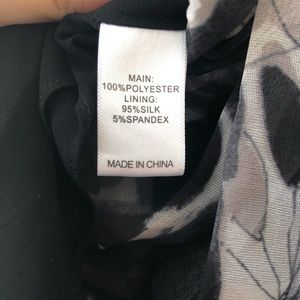 MAIN:
100%POLYESTER
LINING:
95%SILK
5%SPANDEX
MADE IN CHINA